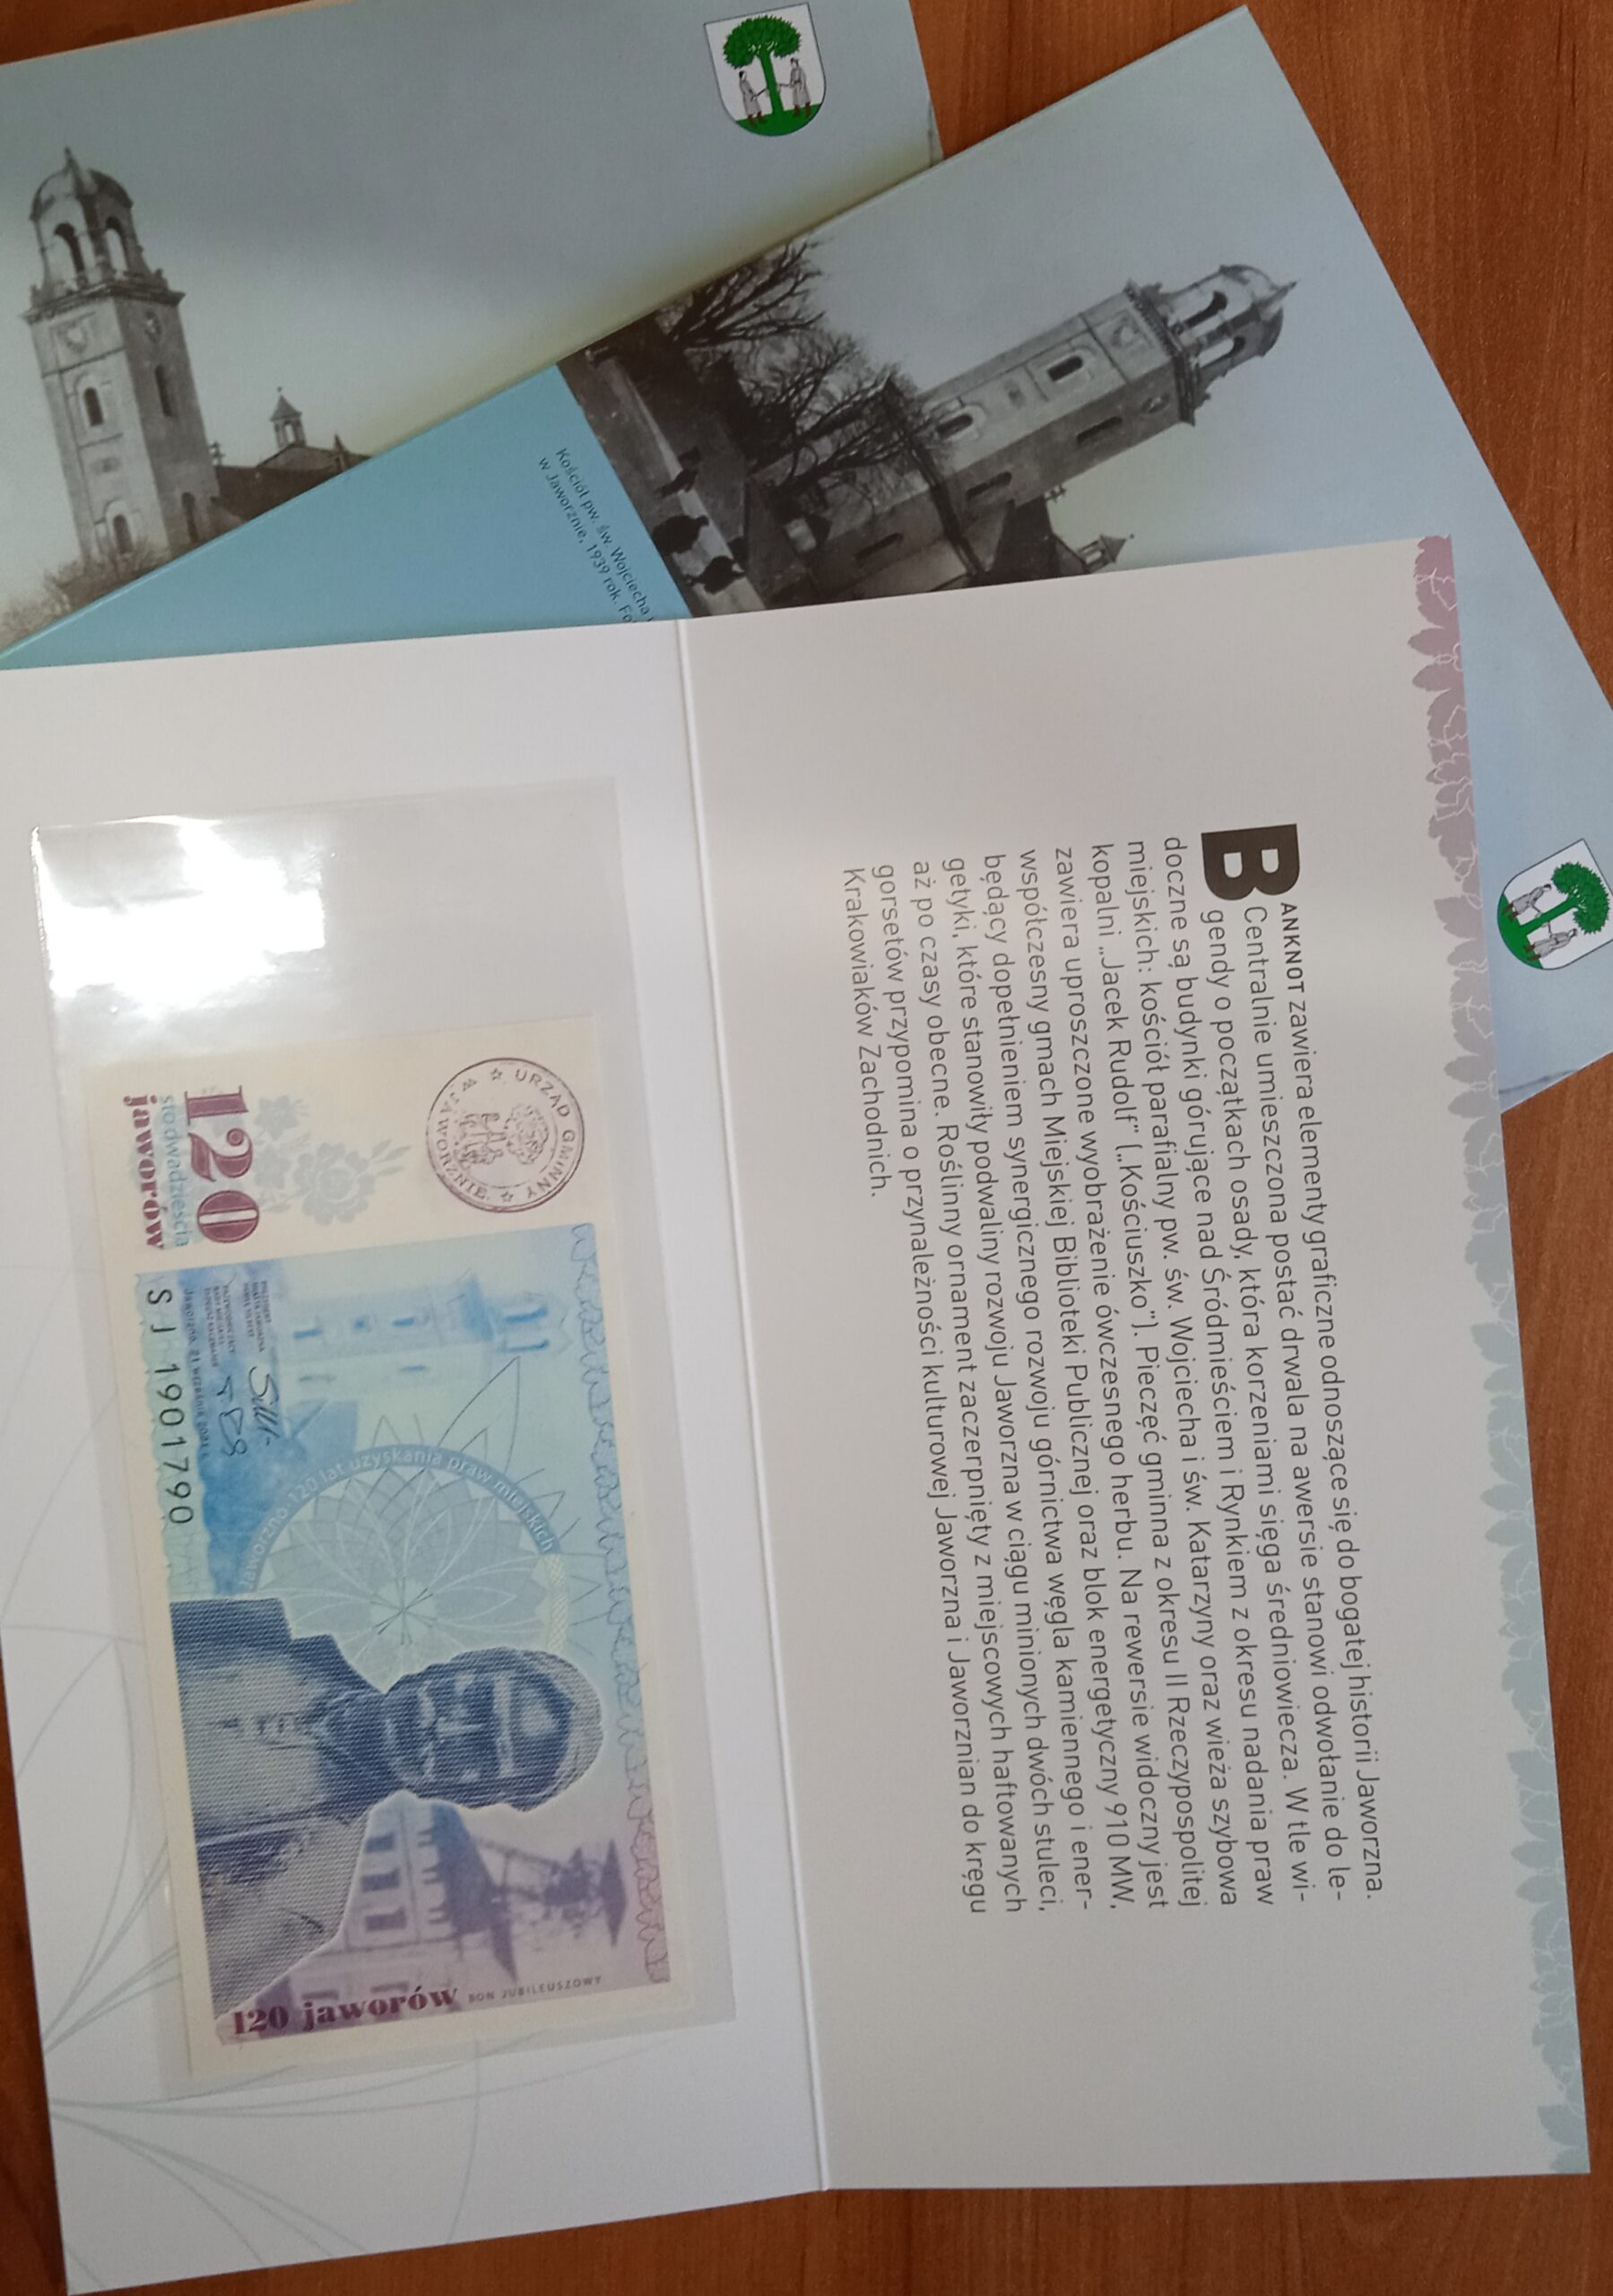 BANKNOT zawiera elementy graficzne odnoszące się do bogatej historii Jaworzna.
Centralnie umieszczona postać drwala na awersie stanowi odwołanie do le-
gendy o początkach osady, która korzeniami sięga średniowiecza. W tle wi-
doczne są budynki górujące nad Śródmieściem i Rynkiem z okresu nadania praw
miejskich: kościół parafialny pw. św. Wojciecha i św. Katarzyny oraz wieża szybowa
kopalni „Jacek Rudolf" („Kościuszko"). Pieczęć gminna z okresu II Rzeczypospolitej
zawiera uproszczone wyobrażenie ówczesnego herbu. Na rewersie widoczny jest
współczesny gmach Miejskiej Biblioteki Publicznej oraz blok energetyczny 910 MW,
będący dopełnieniem synergicznego rozwoju górnictwa węgla kamiennego i ener-
getyki, które stanowiły podwaliny rozwoju Jaworzna w ciągu minionych dwóch stuleci,
aż po czasy obecne. Roślinny ornament zaczerpnięty z miejscowych haftowanych
gorsetów przypomina o przynależności kulturowej Jaworzna i Jaworznian do kręgu
Krakowiaków Zachodnich.
Kościół pw. św. Wojciecha
w Jaworznie, 1939 rok. Fo
URZĄD GMINNY
JAWORZNIE
120
sto dwadzieścia
jaworów
Jaworzno 120 lat uzyskania praw miejskich
SJ 1901790
120 jaworów
BON JUBILEUSZOWY